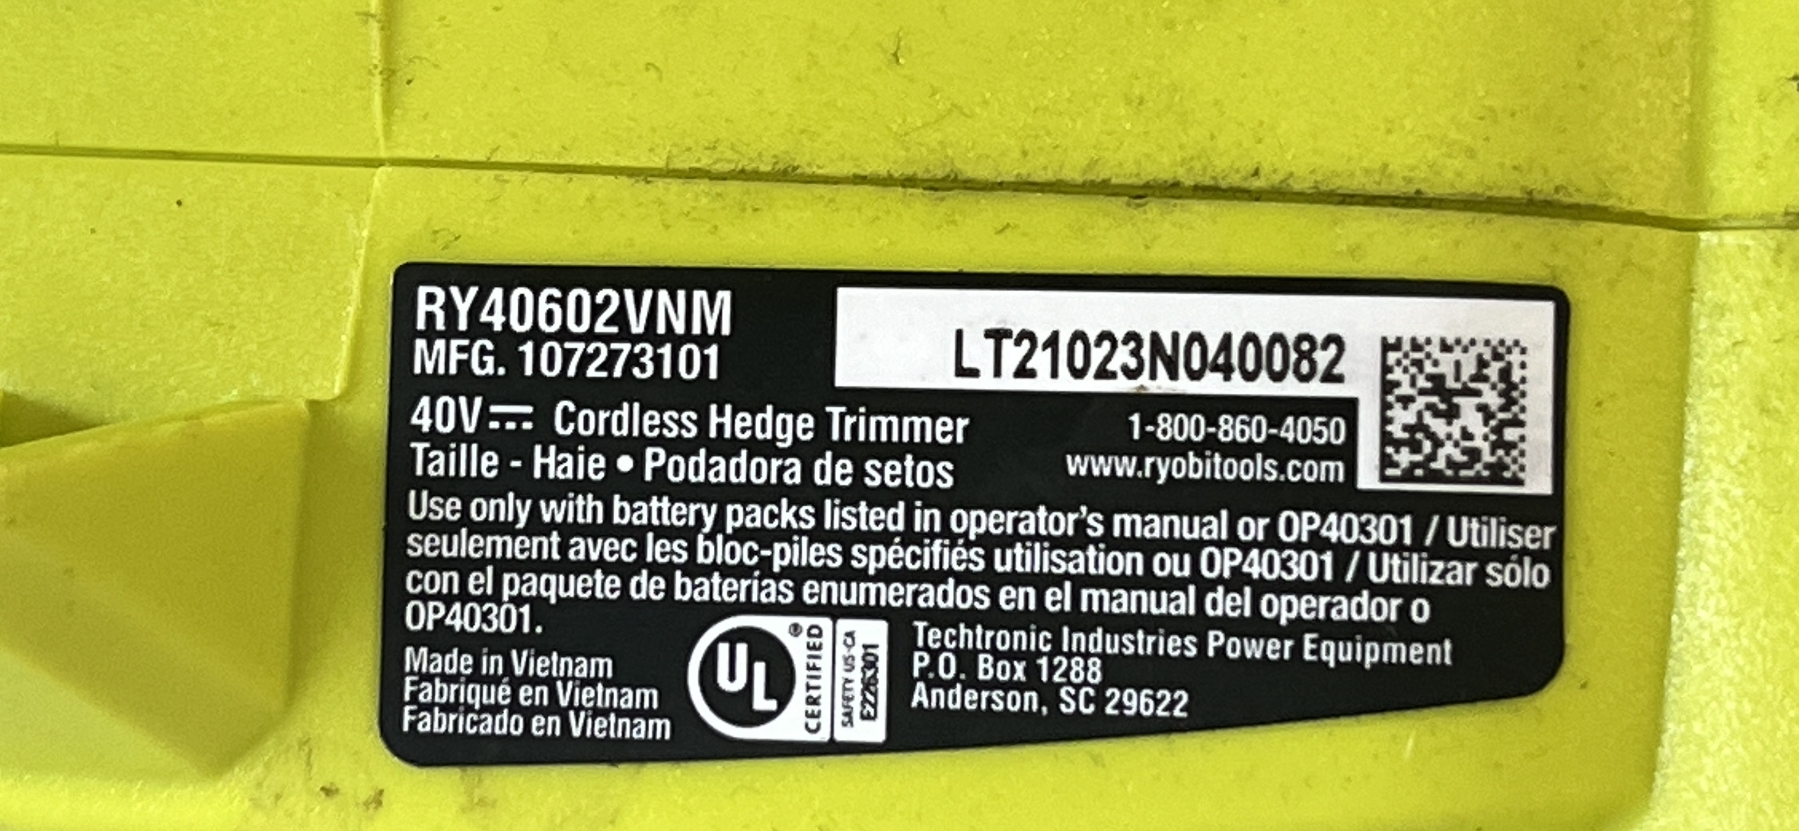 RY40602VNM
MFG. 107273101
LT21023N040082
40V⎓ Cordless Hedge Trimmer
Taille - Haie • Podadora de setos
1-800-860-4050
www.ryobitools.com
Use only with battery packs listed in operator's manual or OP40301 / Utiliser
seulement avec les bloc-piles spécifiés utilisation ou OP40301 / Utilizar sólo
con el paquete de baterías enumerados en el manual del operador o
OP40301.
Made in Vietnam
Fabriqué en Vietnam
Fabricado en Vietnam
UL ®
CERTIFIED
SAFETY US-CA
E226301
Techtronic Industries Power Equipment
P.O. Box 1288
Anderson, SC 29622